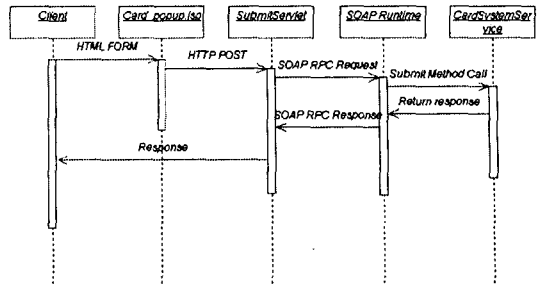 Client
Card_popup.jsp
SubmitServlet
SOAP Runtime
CardSystemSer
vice
HTML FORM
HTTP POST
SOAP RPC Request
Submit Method Call
Return response
SOAP RPC Response
Response